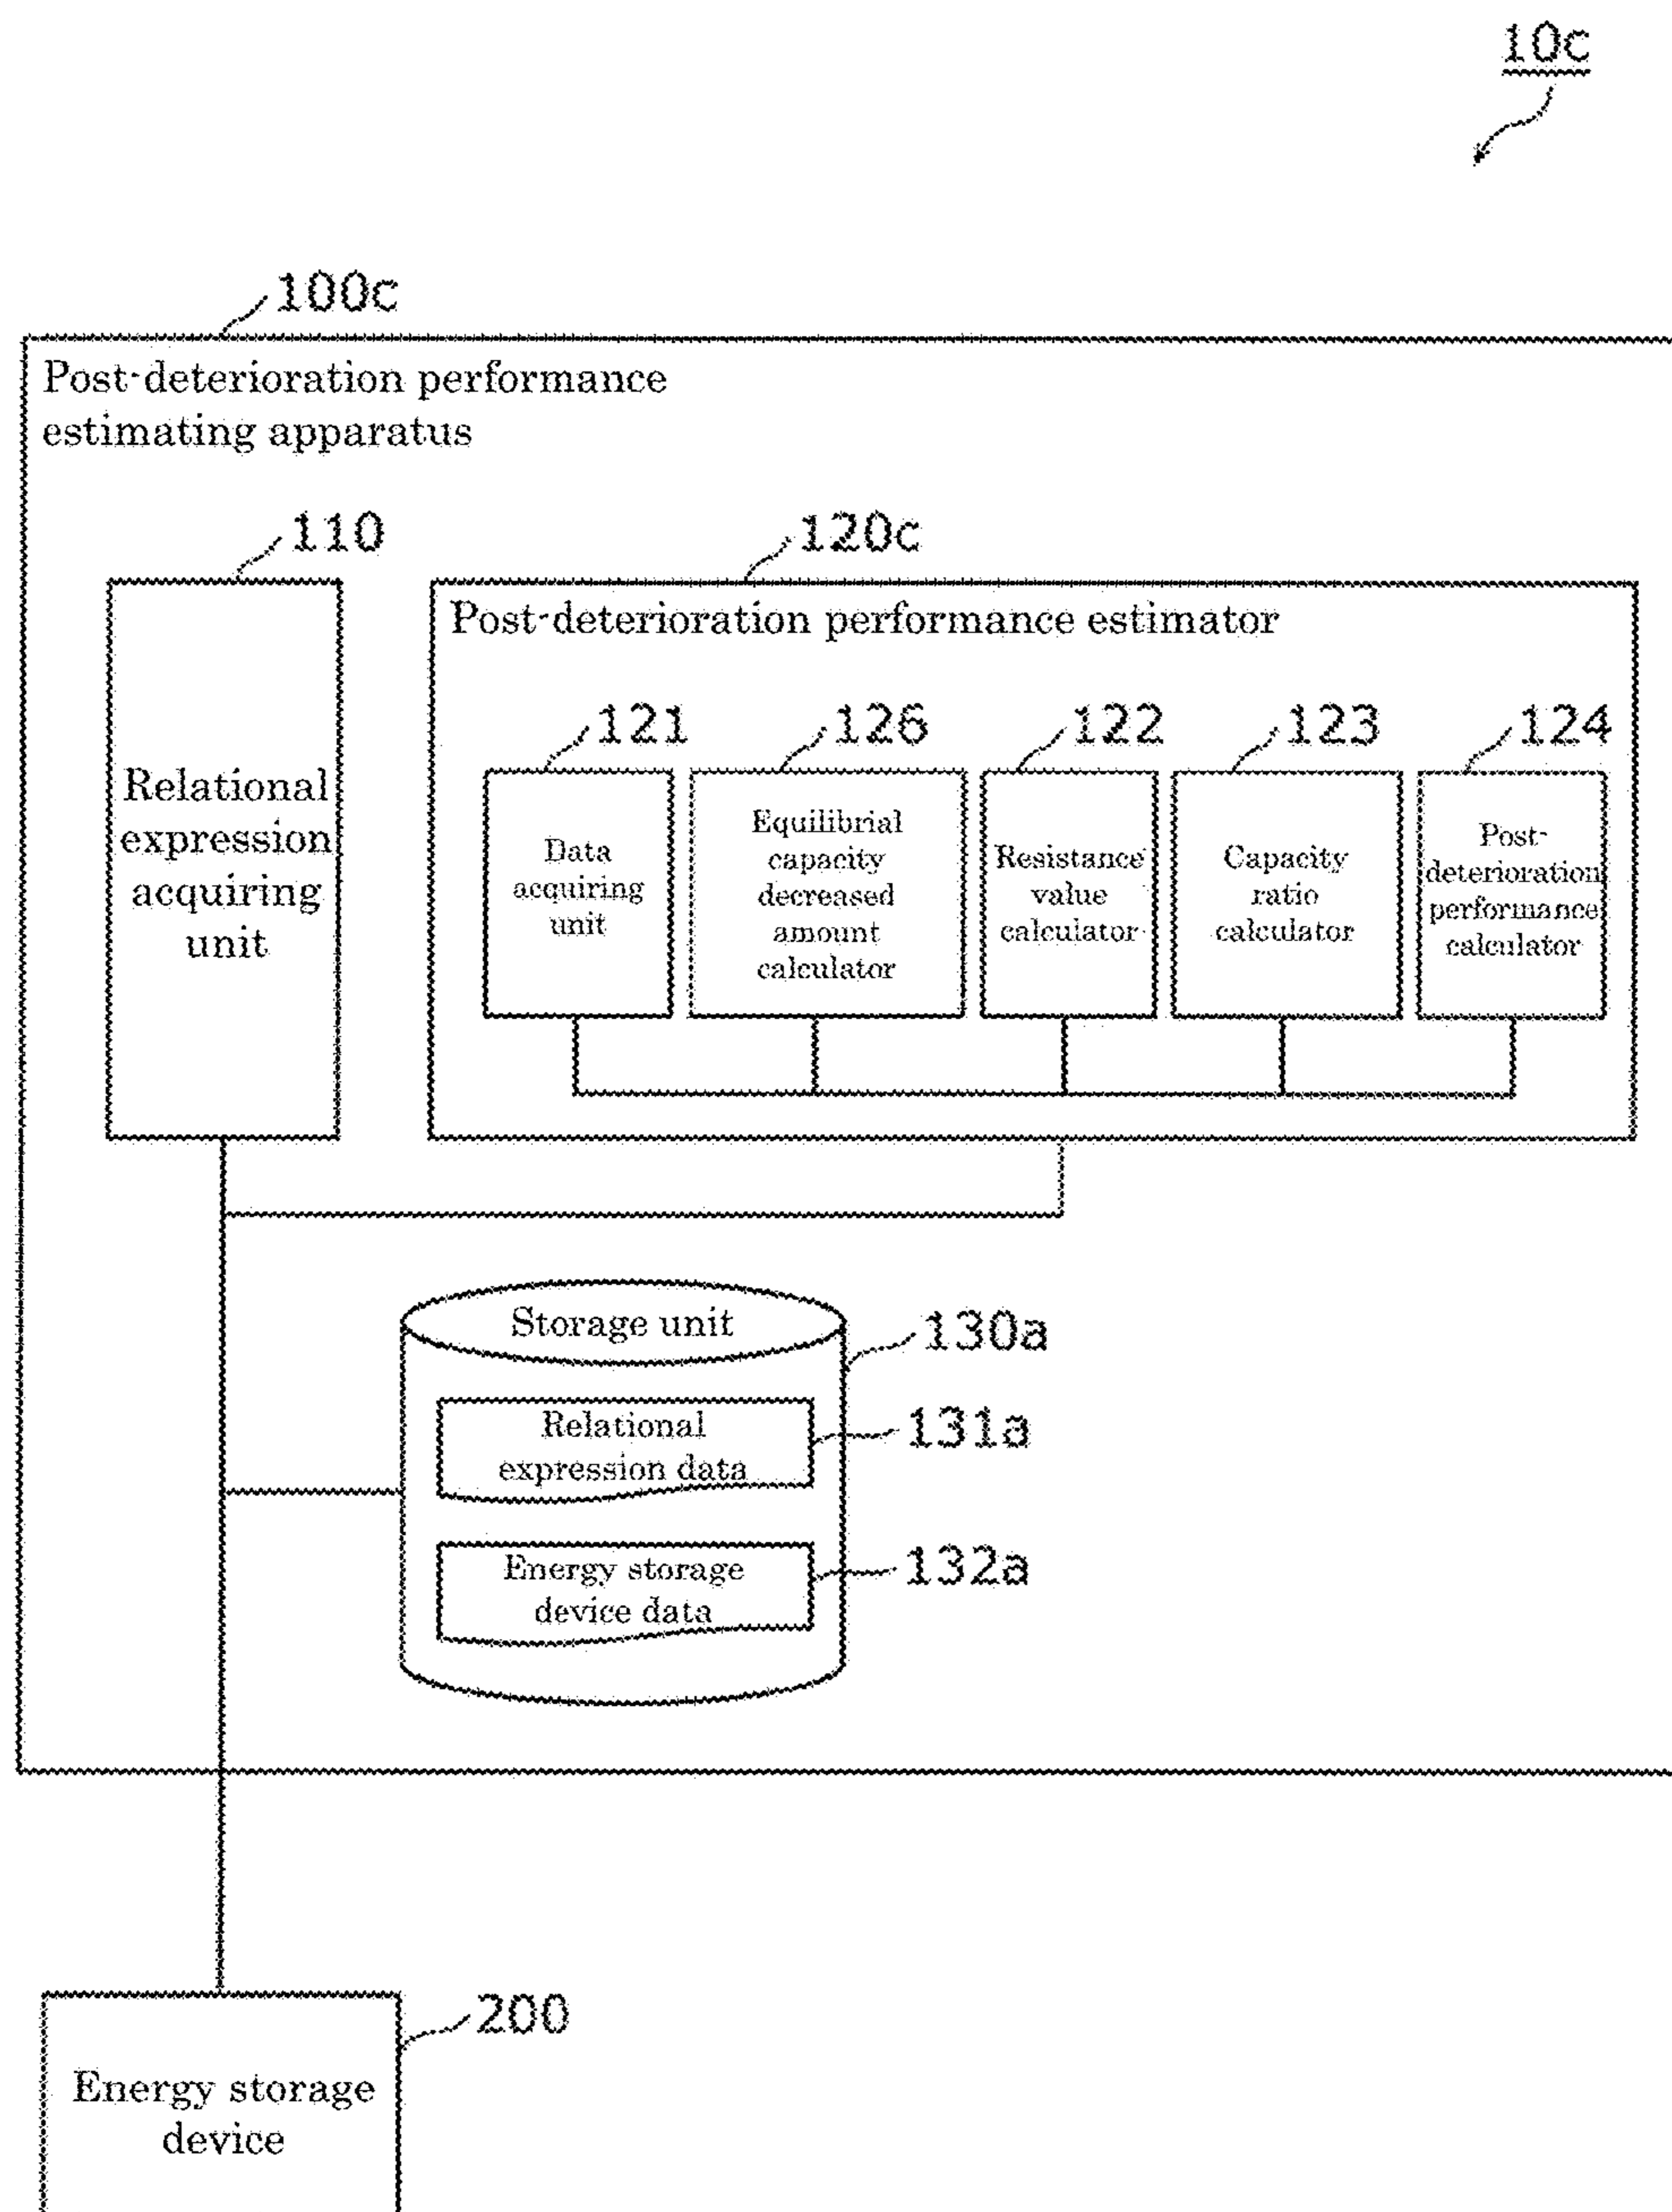 10c
100c
Post-deterioration performance
estimating apparatus
110
120c
Relational
expression
acquiring
unit
Post-deterioration performance estimator
121
126
122
123
124
Data
acquiring
unit
Equilibrial
capacity
decreased
amount
calculator
Resistance
value
calculator
Capacity
ratio
calculator
Post-
deterioration
performance
calculator
Storage unit
130a
Relational
expression data
131a
Energy storage
device data
132a
200
Energy storage
device